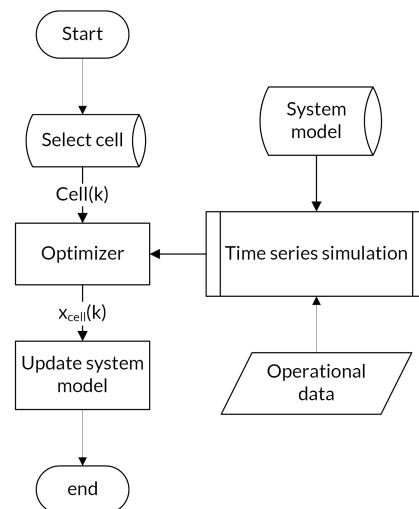 Start
Select cell
Cell(k)
Optimizer
x_cell(k)
Update system
model
end
System
model
Time series simulation
Operational
data